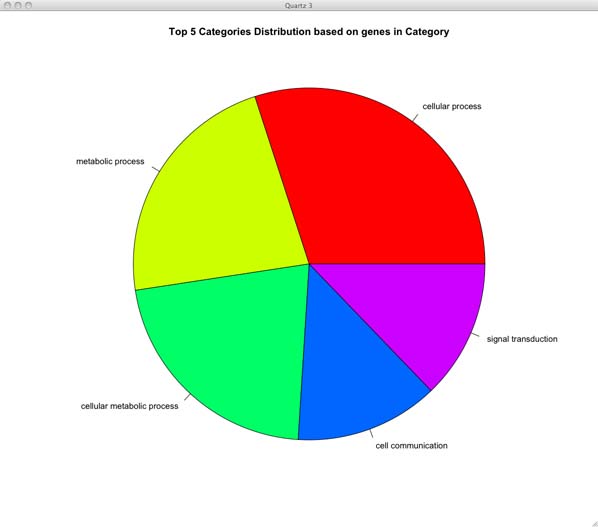 Quartz 3
Top 5 Categories Distribution based on genes in Category
cellular process
metabolic process
signal transduction
cellular metabolic process
cell communication